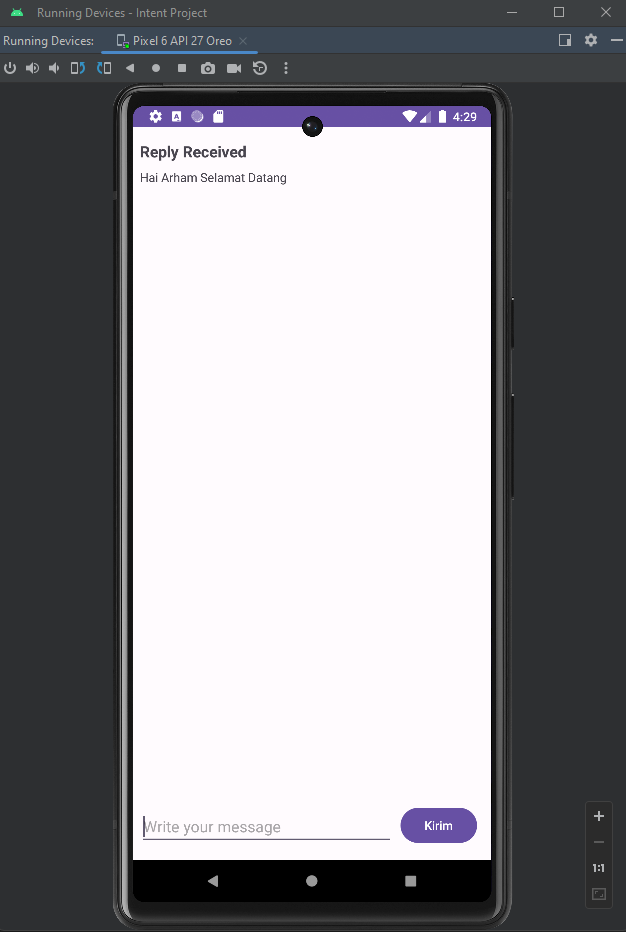 Running Devices - Intent Project
Running Devices: Pixel 6 API 27 Oreo
4:29
Reply Received
Hai Arham Selamat Datang
Write your message Kirim
1:1